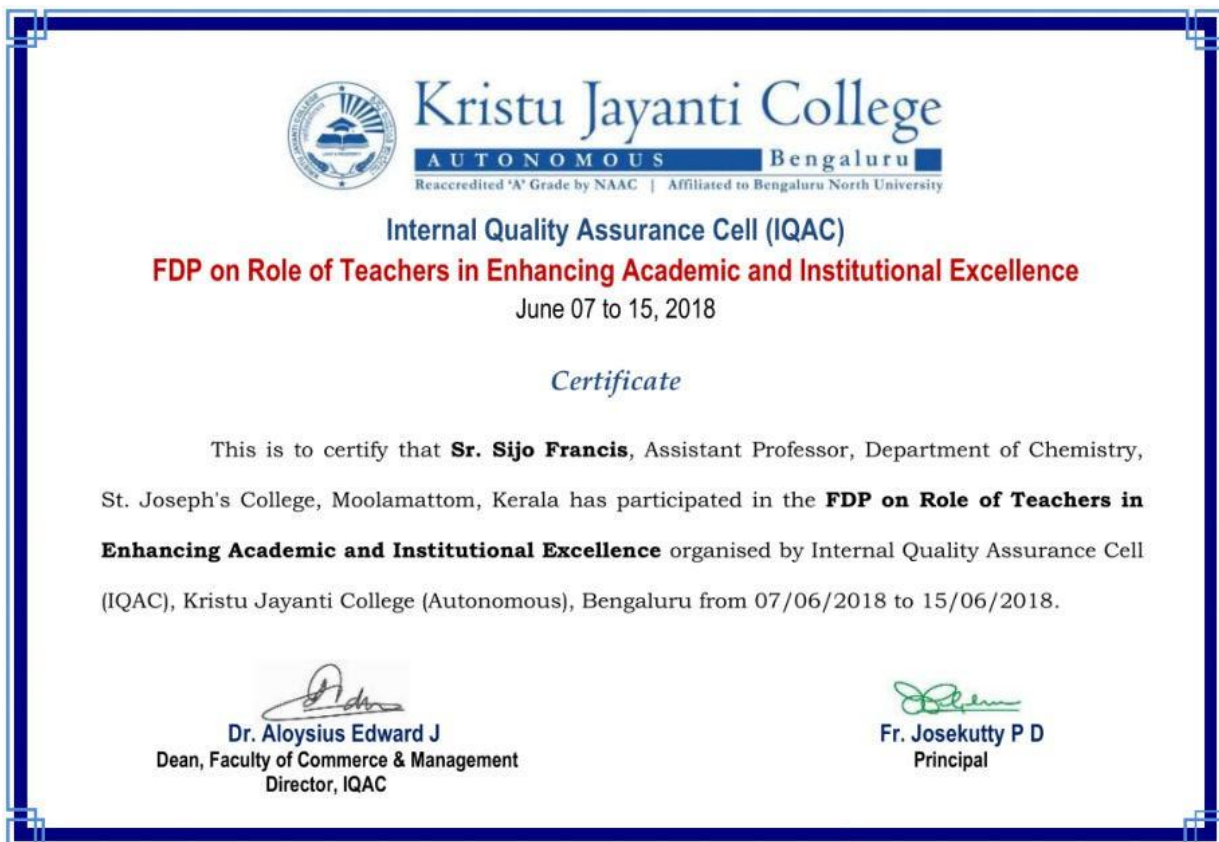 Kristu Jayanti College
AUTONOMOUS Bengaluru
Reaccredited 'A' Grade by NAAC | Affiliated to Bengaluru North University
Internal Quality Assurance Cell (IQAC)
FDP on Role of Teachers in Enhancing Academic and Institutional Excellence
June 07 to 15, 2018
Certificate
This is to certify that Sr. Sijo Francis, Assistant Professor, Department of Chemistry,
St. Joseph's College, Moolamattom, Kerala has participated in the FDP on Role of Teachers in
Enhancing Academic and Institutional Excellence organised by Internal Quality Assurance Cell
(IQAC), Kristu Jayanti College (Autonomous), Bengaluru from 07/06/2018 to 15/06/2018.
Dr. Aloysius Edward J
Dean, Faculty of Commerce & Management
Director, IQAC
Fr. Josekutty P D
Principal